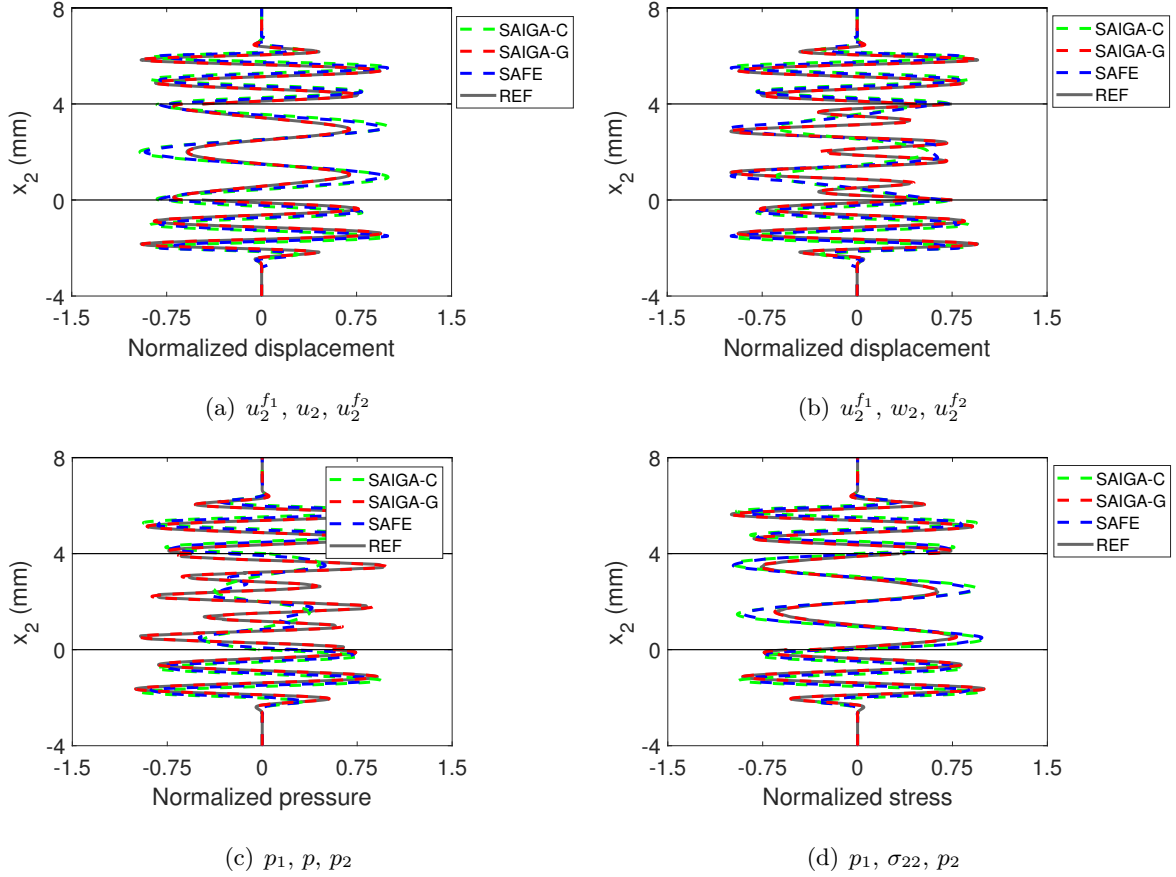 8
4
0
-4
x₂ (mm)
-1.5 -0.75 0 0.75 1.5
Normalized displacement
SAIGA-C
SAIGA-G
SAFE
REF
(a) u₂^{f₁}, u₂, u₂^{f₂}
8
4
0
-4
x₂ (mm)
-1.5 -0.75 0 0.75 1.5
Normalized displacement
SAIGA-C
SAIGA-G
SAFE
REF
(b) u₂^{f₁}, w₂, u₂^{f₂}
8
4
0
-4
x₂ (mm)
-1.5 -0.75 0 0.75 1.5
Normalized pressure
SAIGA-C
SAIGA-G
SAFE
REF
(c) p₁, p, p₂
8
4
0
-4
x₂ (mm)
-1.5 -0.75 0 0.75 1.5
Normalized stress
SAIGA-C
SAIGA-G
SAFE
REF
(d) p₁, σ₂₂, p₂